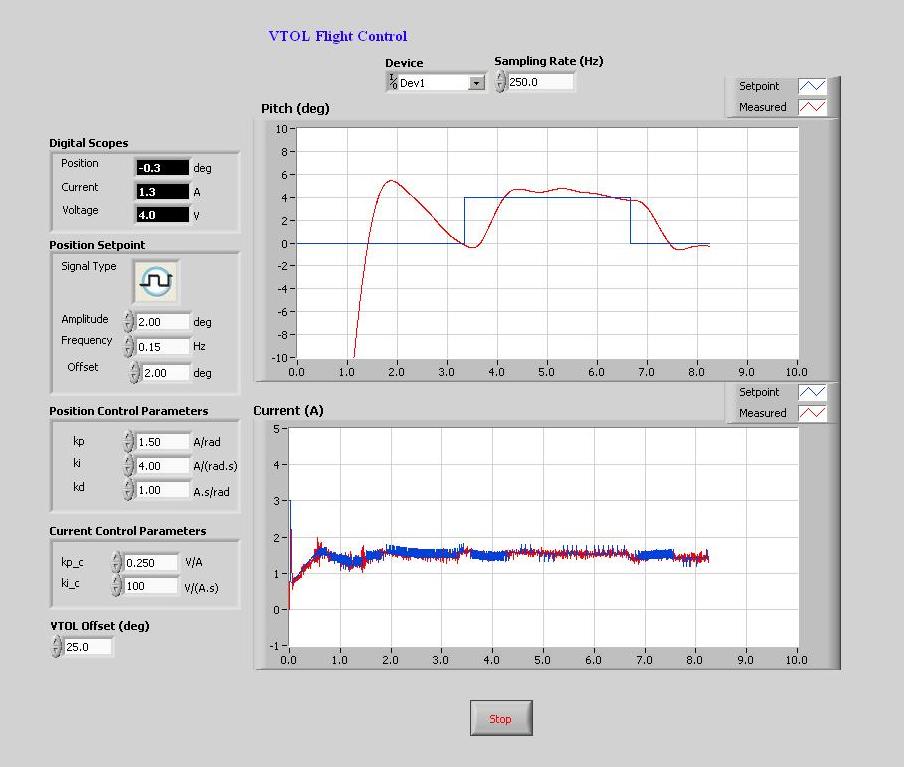 VTOL Flight Control
Device
Sampling Rate (Hz)
I/O Dev1
250.0
Setpoint
Measured
Pitch (deg)
10
8
6
4
2
0
-2
-4
-6
-8
-10
0.0 1.0 2.0 3.0 4.0 5.0 6.0 7.0 8.0 9.0 10.0
Digital Scopes
Position -0.3 deg
Current 1.3 A
Voltage 4.0 V
Position Setpoint
Signal Type
Amplitude 2.00 deg
Frequency 0.15 Hz
Offset 2.00 deg
Setpoint
Measured
Current (A)
5
4
3
2
1
0
-1
0.0 1.0 2.0 3.0 4.0 5.0 6.0 7.0 8.0 9.0 10.0
Position Control Parameters
kp 1.50 A/rad
ki 4.00 A/(rad.s)
kd 1.00 A.s/rad
Current Control Parameters
kp_c 0.250 V/A
ki_c 100 V/(A.s)
VTOL Offset (deg)
25.0
Stop